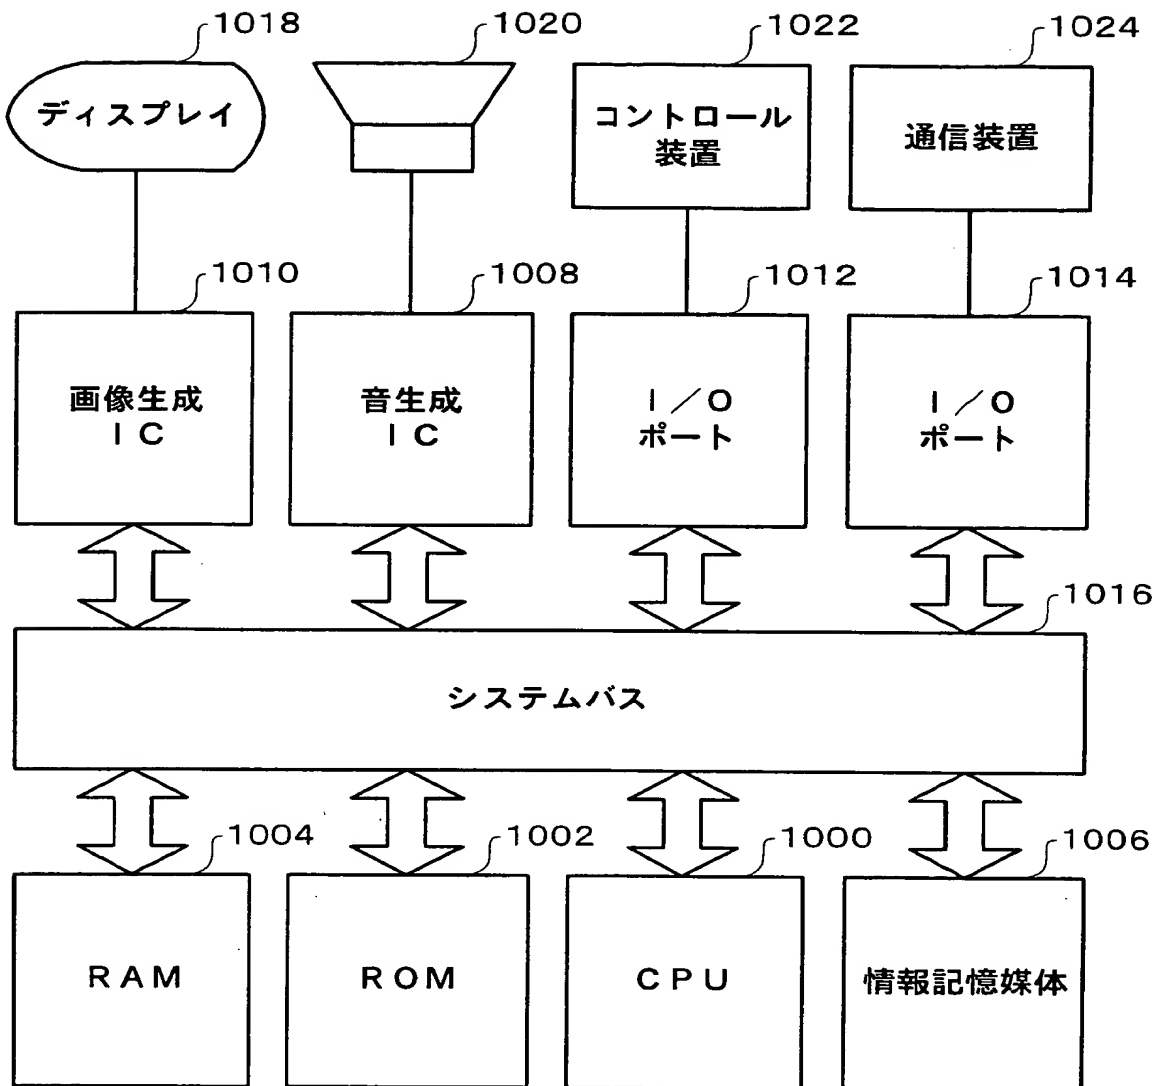 1018
1020
1022
1024
ディスプレイ
コントロール
装置
通信装置
1010
1008
1012
1014
画像生成
IC
音生成
IC
I/O
ポート
I/O
ポート
1016
システムバス
1004
1002
1000
1006
RAM
ROM
CPU
情報記憶媒体